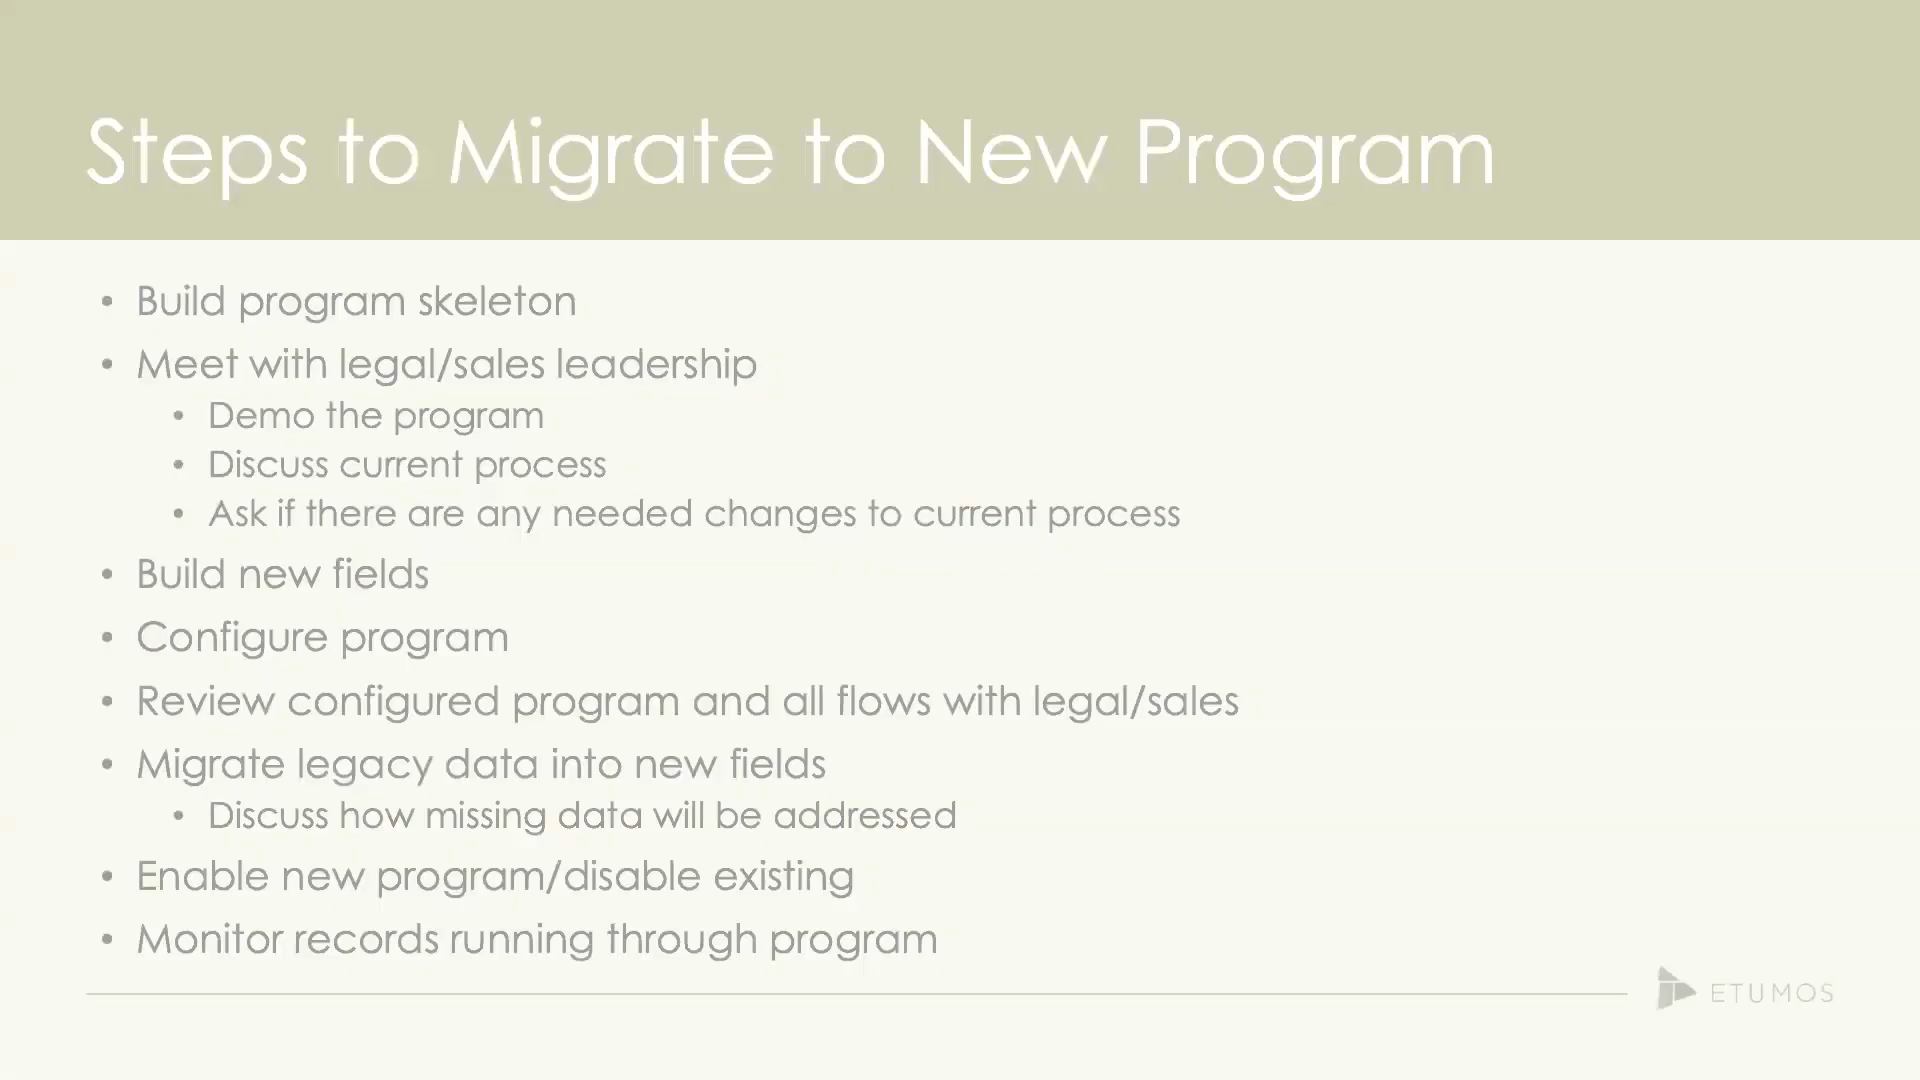 Steps to Migrate to New Program
• Build program skeleton
• Meet with legal/sales leadership
• Demo the program
• Discuss current process
• Ask if there are any needed changes to current process
• Build new fields
• Configure program
• Review configured program and all flows with legal/sales
• Migrate legacy data into new fields
• Discuss how missing data will be addressed
• Enable new program/disable existing
• Monitor records running through program
ETUMOS